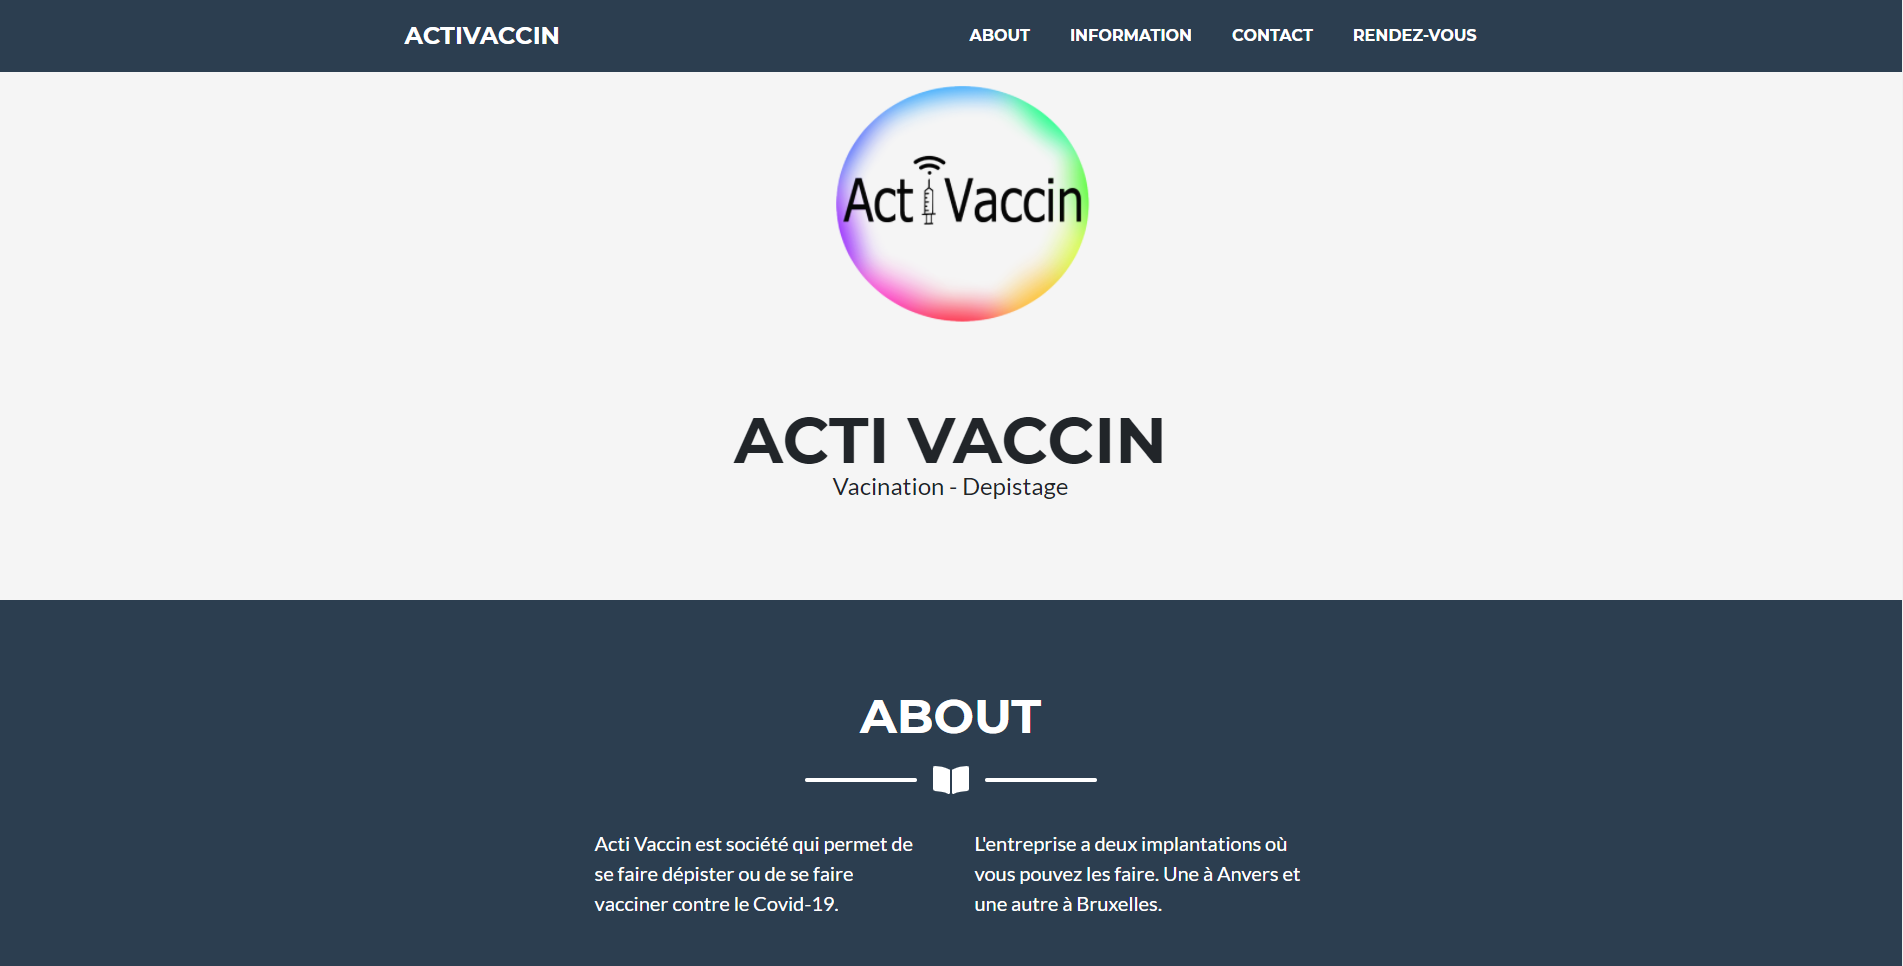 ACTIVACCIN
ABOUT
INFORMATION
CONTACT
RENDEZ-VOUS
Acti Vaccin
ACTI VACCIN
Vacination - Depistage
ABOUT
Acti Vaccin est société qui permet de
se faire dépister ou de se faire
vacciner contre le Covid-19.
L'entreprise a deux implantations où
vous pouvez les faire. Une à Anvers et
une autre à Bruxelles.